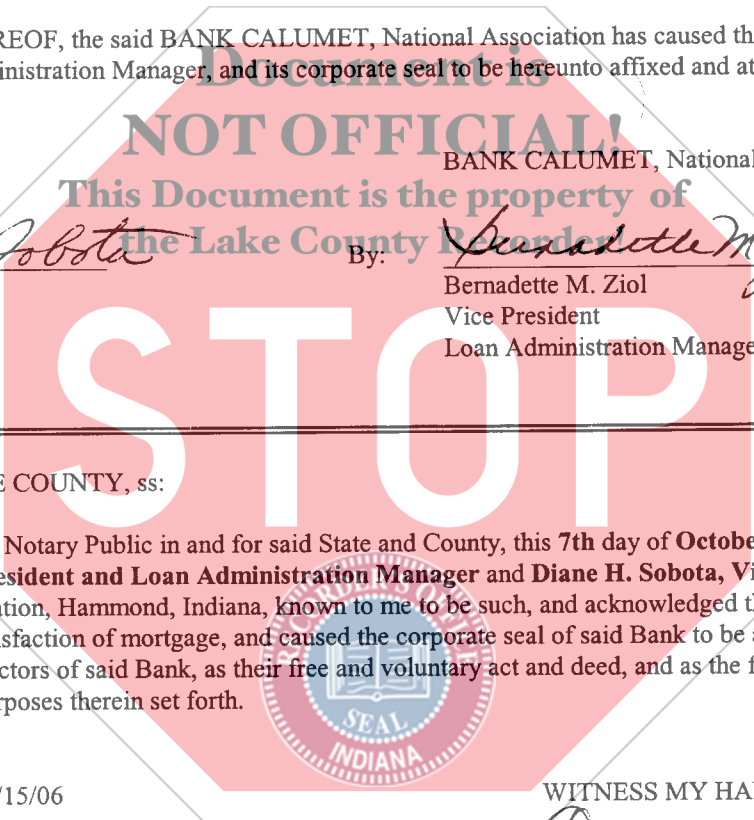 REOF, the said BANK CALUMET, National Association has caused th
inistration Manager, and its corporate seal to be hereunto affixed and at
Document is
NOT OFFICIAL!
BANK CALUMET, National
This Document is the property of
the Lake County Recorder!
Sobota
By: Bernadette M
Bernadette M. Ziol
Vice President
Loan Administration Manage
STOP
E COUNTY, ss:
Notary Public in and for said State and County, this 7th day of Octobe
esident and Loan Administration Manager and Diane H. Sobota, Vi
ation, Hammond, Indiana, known to me to be such, and acknowledged t
isfaction of mortgage, and caused the corporate seal of said Bank to be a
ctors of said Bank, as their free and voluntary act and deed, and as the f
rposes therein set forth.
RECORDERS OFFICE
SEAL
INDIANA
/15/06
WITNESS MY HA